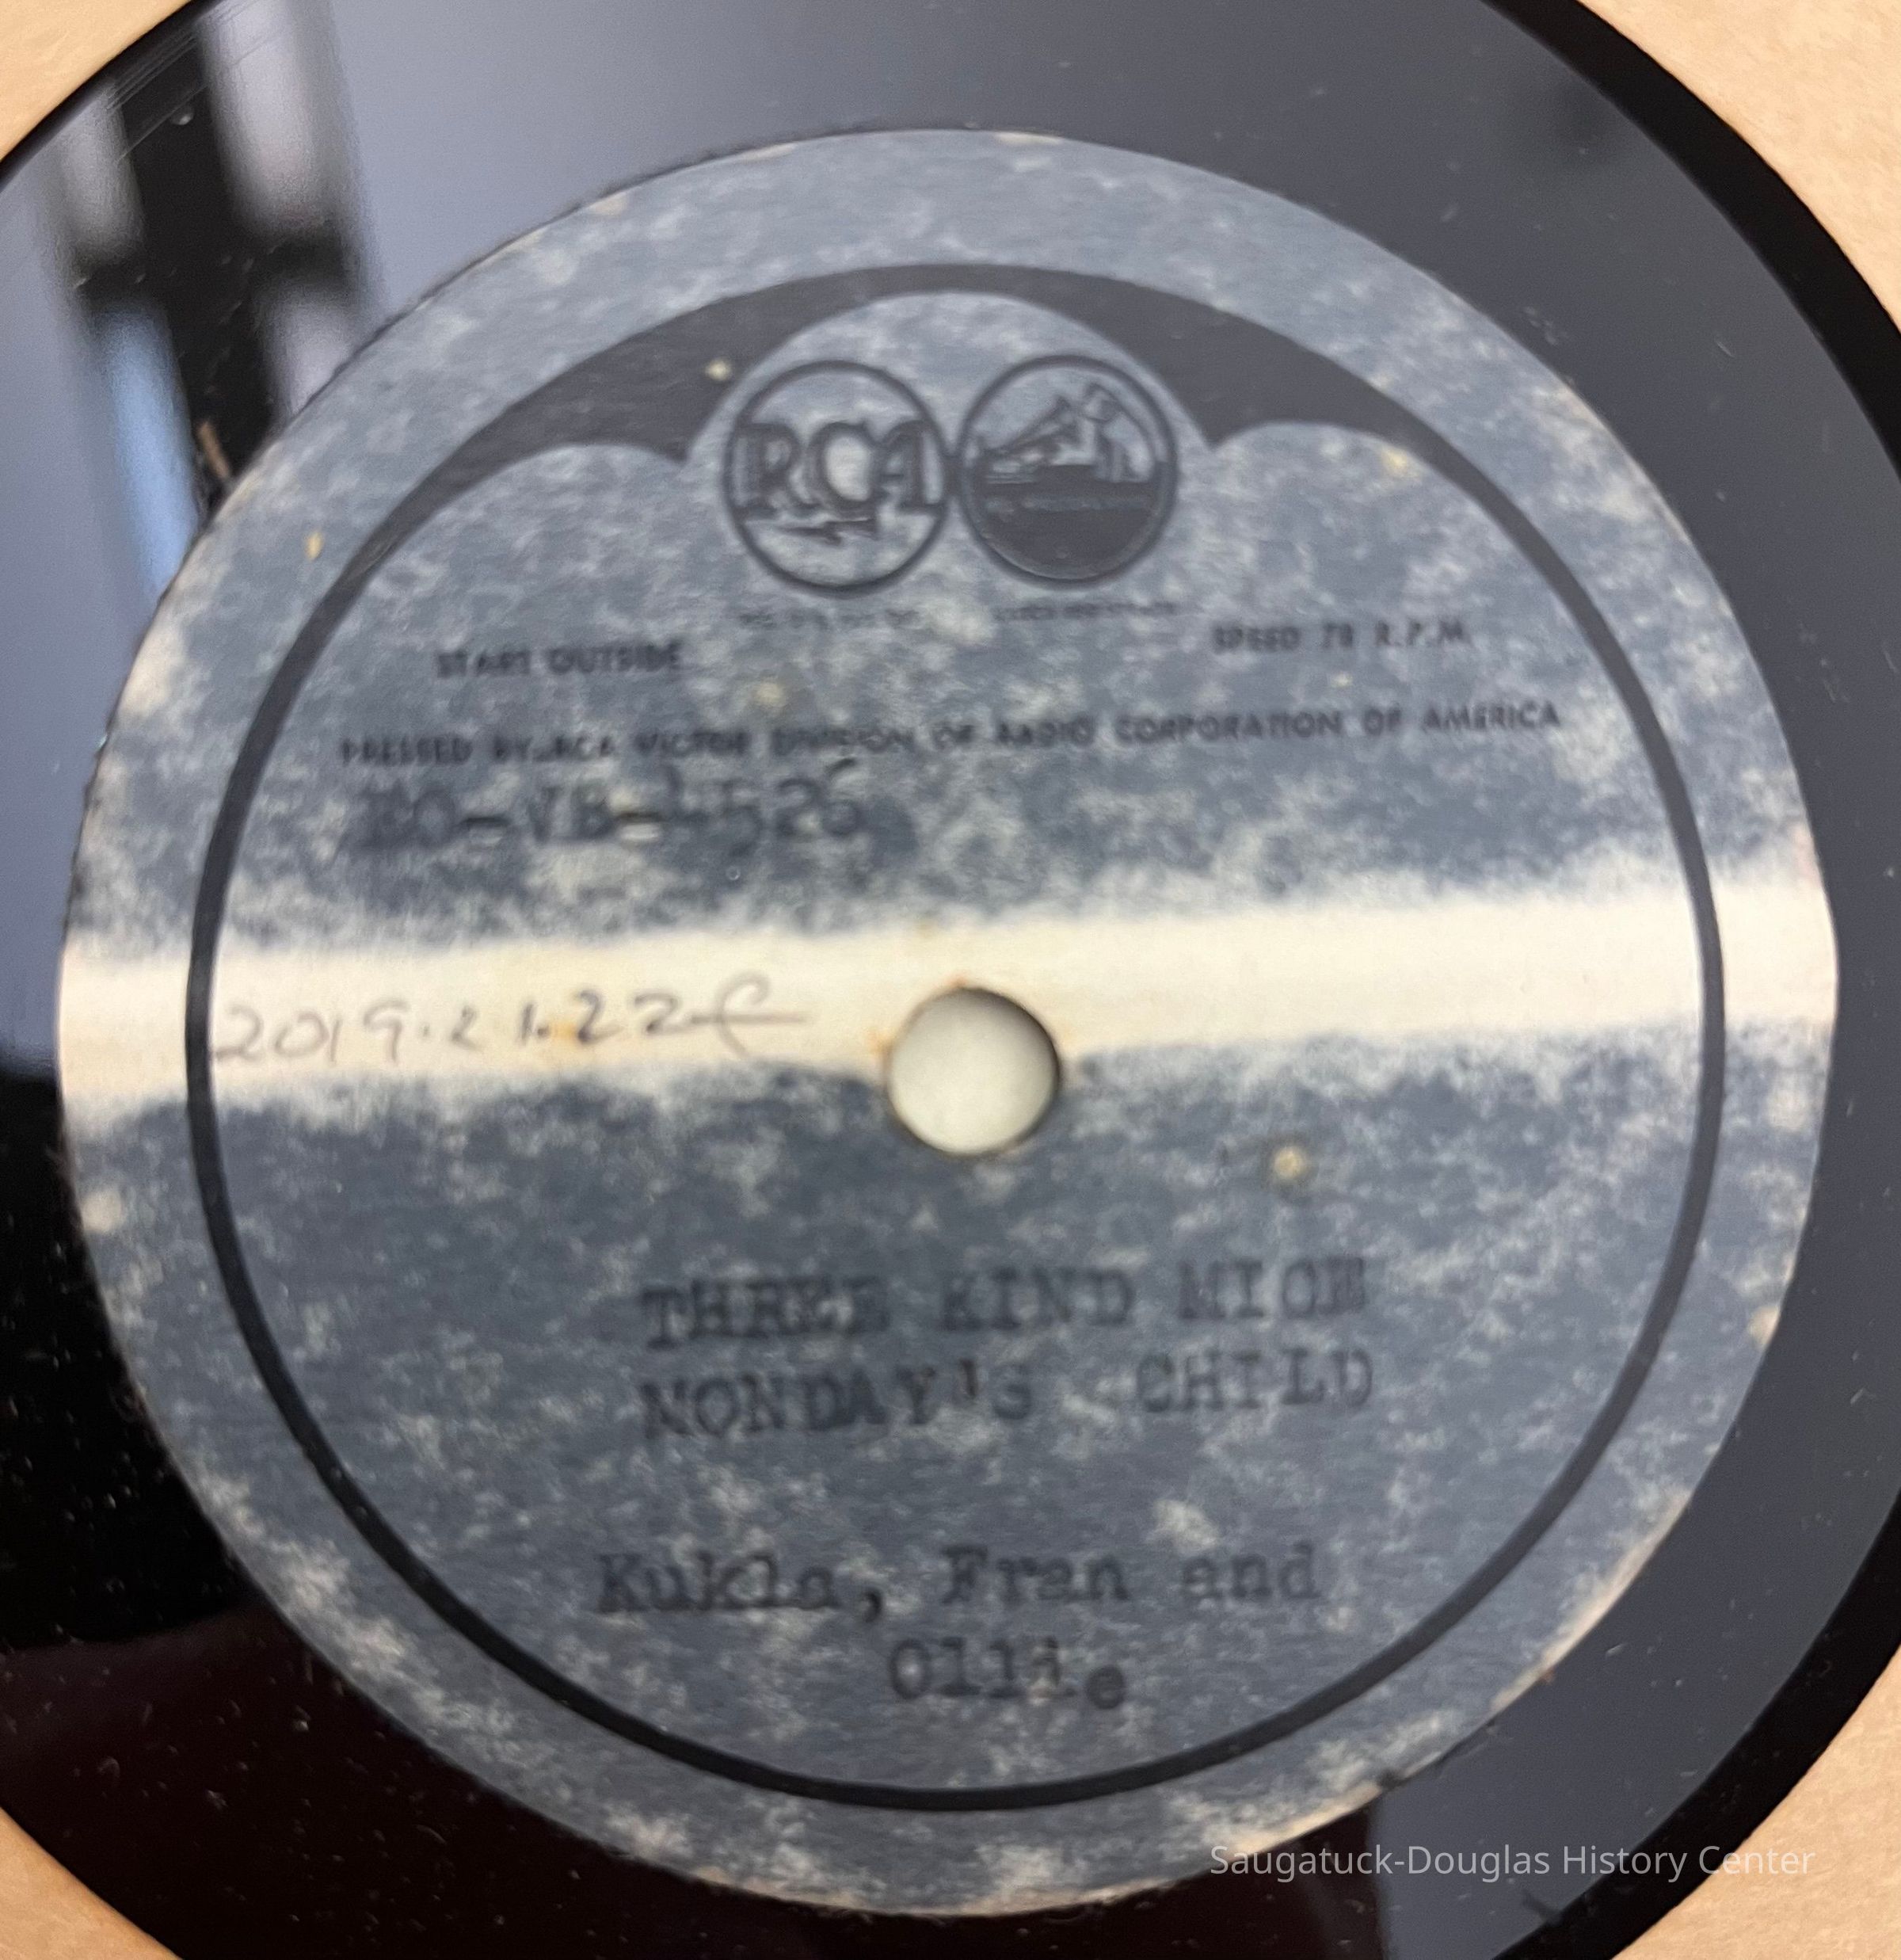 RCA
START OUTSIDE
SPEED 78 R.P.M.
PRESSED BY RCA VICTOR DIVISION OF RADIO CORPORATION OF AMERICA
2019.21.22f
THREE KIND MICE
MONDAY'S CHILD
Kukla, Fran and
Ollie
Saugatuck-Douglas History Center